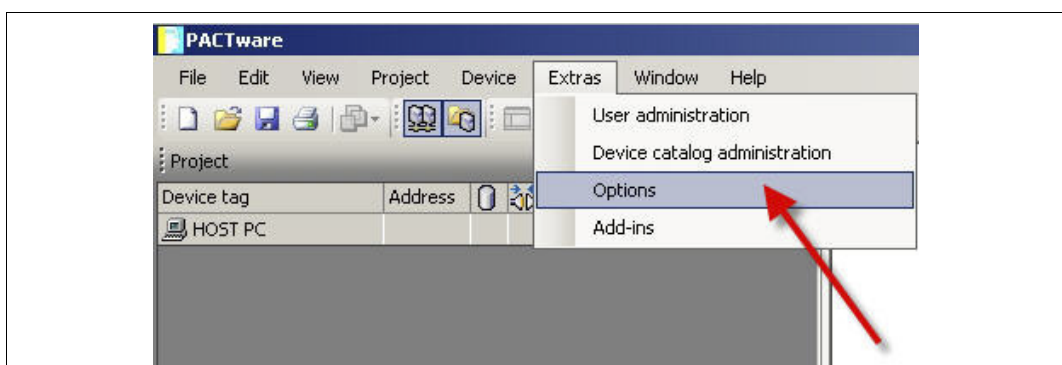 PACTware
File Edit View Project Device Extras Window Help
User administration
Device catalog administration
Options
Add-ins
Project
Device tag Address
HOST PC